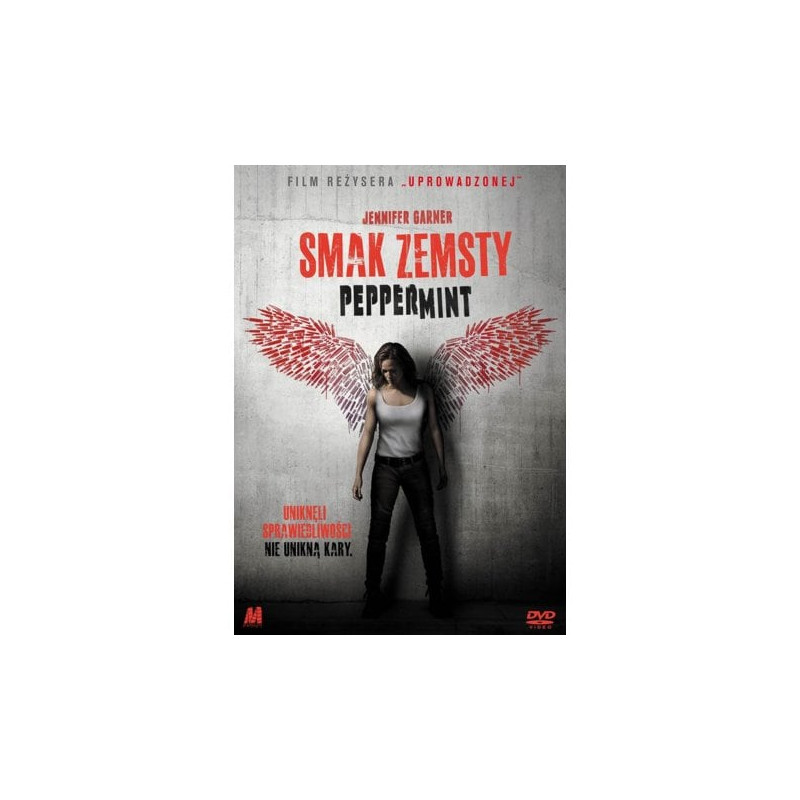 FILM REŻYSERA „UPROWADZONEJ”
JENNIFER GARNER
SMAK ZEMSTY
PEPPERMINT
UNIKNĘLI
SPRAWIEDLIWOŚCI
NIE UNIKNĄ KARY.
M
DVD
VIDEO